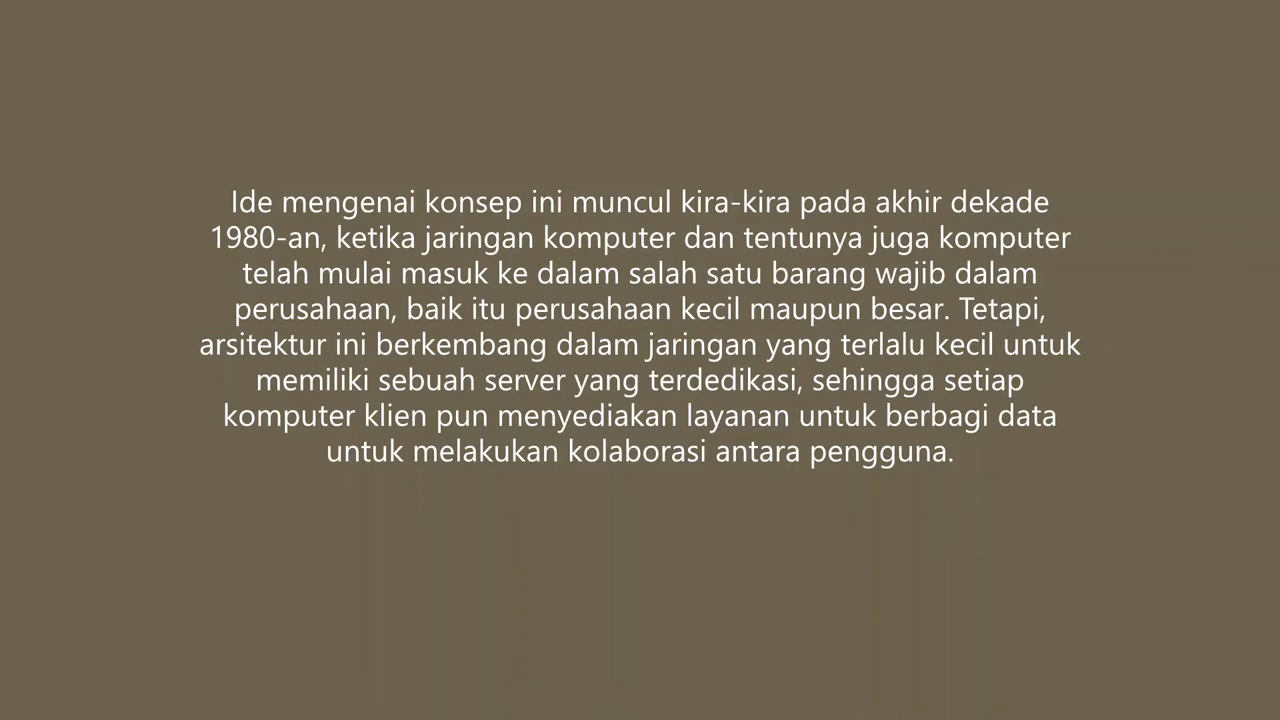 Ide mengenai konsep ini muncul kira-kira pada akhir dekade
1980-an, ketika jaringan komputer dan tentunya juga komputer
telah mulai masuk ke dalam salah satu barang wajib dalam
perusahaan, baik itu perusahaan kecil maupun besar. Tetapi,
arsitektur ini berkembang dalam jaringan yang terlalu kecil untuk
memiliki sebuah server yang terdedikasi, sehingga setiap
komputer klien pun menyediakan layanan untuk berbagi data
untuk melakukan kolaborasi antara pengguna.